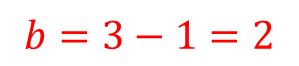 b = 3 − 1 = 2